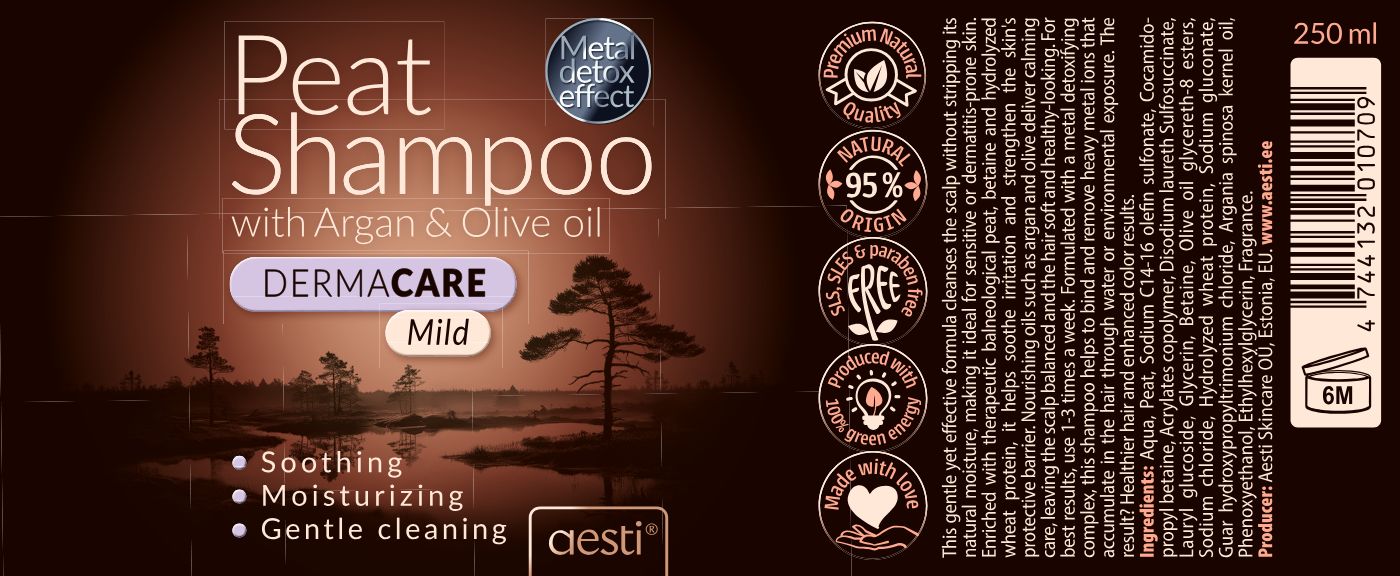 Peat
Shampoo
with Argan & Olive oil
Metal
detox
effect
DERMACARE
Mild
Soothing
Moisturizing
Gentle cleaning
aesti®
Premium Natural
Quality
NATURAL
95%
ORIGIN
SLS, SLES & paraben free
FREE
Produced with
100% green energy
Made with love
This gentle yet effective formula cleanses the scalp without stripping its
natural moisture, making it ideal for sensitive or dermatitis-prone skin.
Enriched with therapeutic balneological peat, betaine and hydrolyzed
wheat protein, it helps soothe irritation and strengthen the skin's
protective barrier. Nourishing oils such as argan and olive deliver calming
care, leaving the scalp balanced and the hair soft and healthy-looking. For
best results, use 1-3 times a week. Formulated with a metal detoxifying
complex, this shampoo helps to bind and remove heavy metal ions that
accumulate in the hair through water or environmental exposure. The
result? Healthier hair and enhanced color results.
Ingredients: Aqua, Peat, Sodium C14-16 olefin sulfonate, Cocamido-
propyl betaine, Acrylates copolymer, Disodium laureth Sulfosuccinate,
Lauryl glucoside, Glycerin, Betaine, Olive oil glycereth-8 esters,
Sodium chloride, Hydrolyzed wheat protein, Sodium gluconate,
Guar hydroxypropyltrimonium chloride, Argania spinosa kernel oil,
Phenoxyethanol, Ethylhexylglycerin, Fragrance.
Producer: Aesti Skincare OU, Estonia, EU. www.aesti.ee
250 ml
4 744132 010709
6M